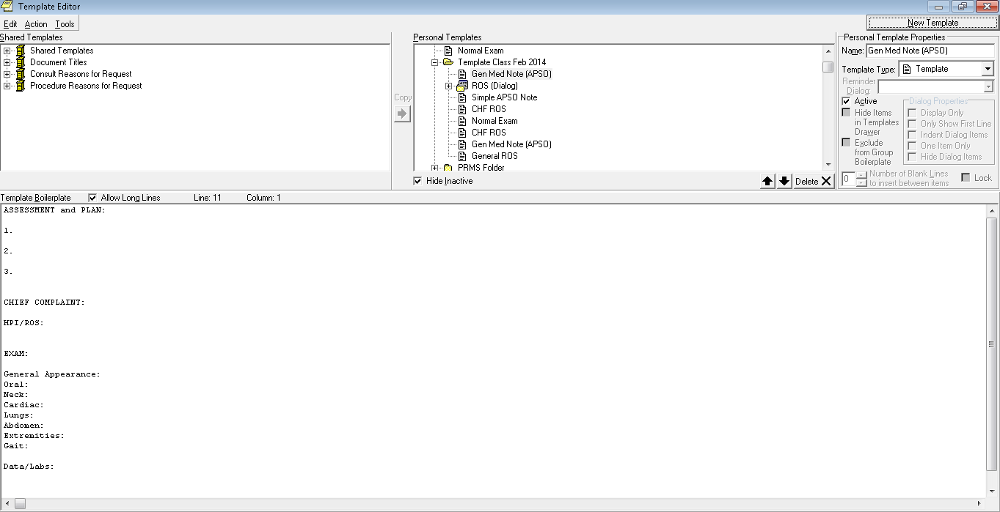 Template Editor
Edit Action Tools
New Template
Shared Templates
Shared Templates
Document Titles
Consult Reasons for Request
Procedure Reasons for Request
Copy
Personal Templates
Normal Exam
Template Class Feb 2014
Gen Med Note (APSO)
ROS (Dialog)
Simple APSO Note
CHF ROS
Normal Exam
CHF ROS
Gen Med Note (APSO)
General ROS
PRMS Folder
Hide Inactive
Delete
Personal Template Properties
Name: Gen Med Note (APSO)
Template Type: Template
Reminder
Dialog:
Active
Hide Items
in Templates
Drawer
Exclude
from Group
Boilerplate
Dialog Properties
Display Only
Only Show First Line
Indent Dialog Items
One Item Only
Hide Dialog Items
0 Number of Blank Lines
to insert between items
Lock
Template Boilerplate Allow Long Lines Line: 11 Column: 1
ASSESSMENT and PLAN:
1.
2.
3.
CHIEF COMPLAINT:
HPI/ROS:
EXAM:
General Appearance:
Oral:
Neck:
Cardiac:
Lungs:
Abdomen:
Extremities:
Gait:
Data/Labs: